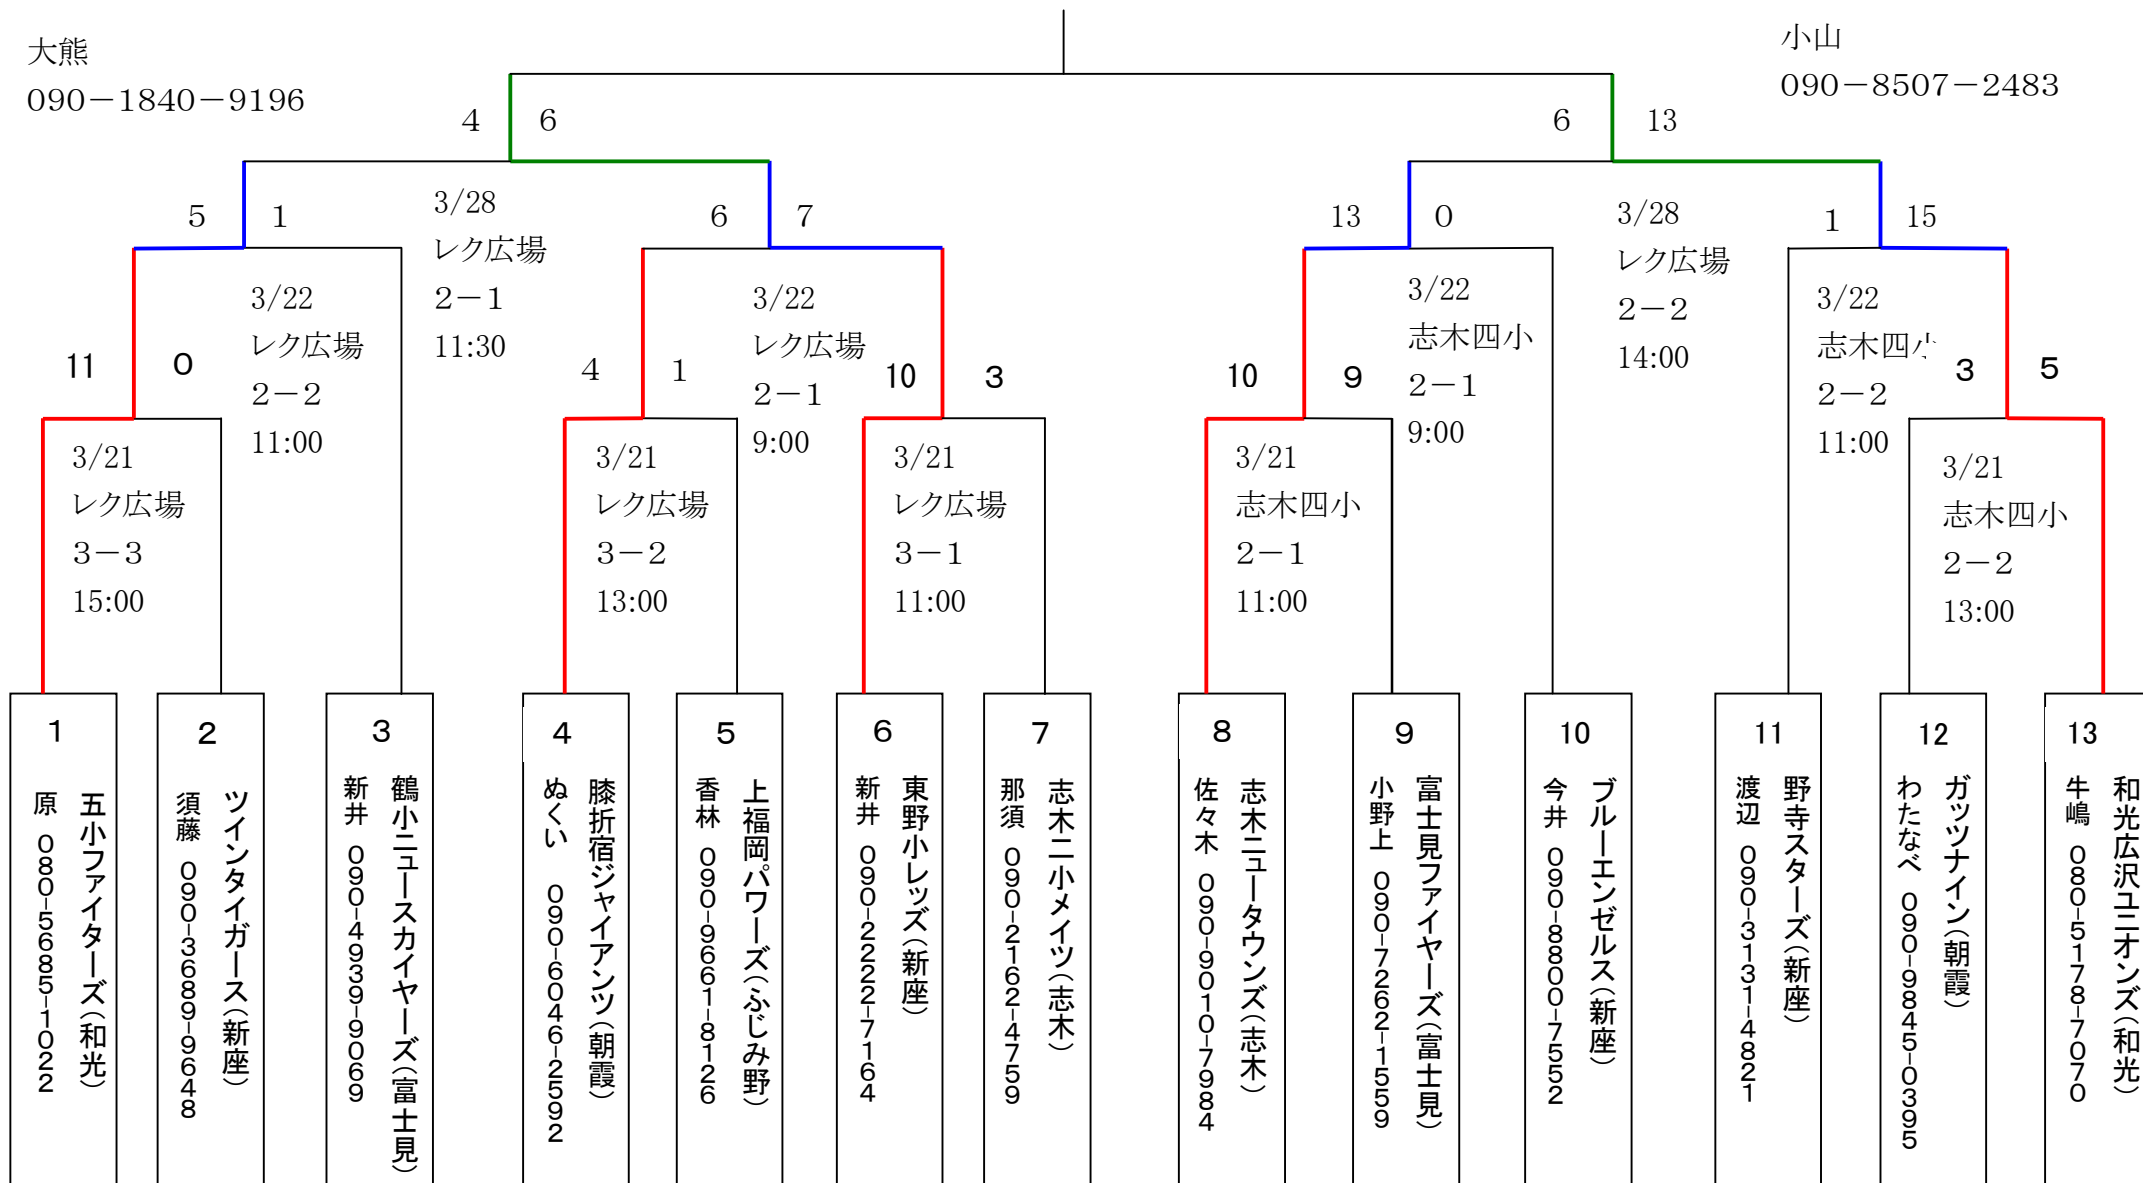 大熊
090－1840－9196
小山
090－8507－2483
4 6
6 13
5 1
6 7
13 0
1 15
3/28
レク広場
2－1
11:30
3/28
レク広場
2－2
14:00
3/22
レク広場
2－2
11:00
3/22
レク広場
2－1
9:00
3/22
志木四小
2－1
9:00
3/22
志木四小
2－2
11:00
11 0
4 1
10 3
10 9
3 5
3/21
レク広場
3－3
15:00
3/21
レク広場
3－2
13:00
3/21
レク広場
3－1
11:00
3/21
志木四小
2－1
11:00
3/21
志木四小
2－2
13:00
1
五小ファイターズ（和光）
原 080-5685-1022
2
ツインタイガース（新座）
須藤 090-3689-9648
3
鶴小ニュースカイヤーズ（富士見）
新井 090-4939-9069
4
膝折宿ジャイアンツ（朝霞）
ぬくい 090-6046-2592
5
上福岡パワーズ（ふじみ野）
香林 090-9661-8126
6
東野小レッズ（新座）
新井 090-2222-7164
7
志木二小メイツ（志木）
那須 090-2162-4759
8
志木ニュータウンズ（志木）
佐々木 090-9010-7984
9
富士見ファイヤーズ（富士見）
小野上 090-7262-1559
10
ブルーエンゼルス（新座）
今井 090-8800-7552
11
野寺スターズ（新座）
渡辺 090-3131-4821
12
ガッツナイン（朝霞）
わたなべ 090-9845-0395
13
和光広沢ユニオンズ（和光）
牛嶋 080-5178-7070